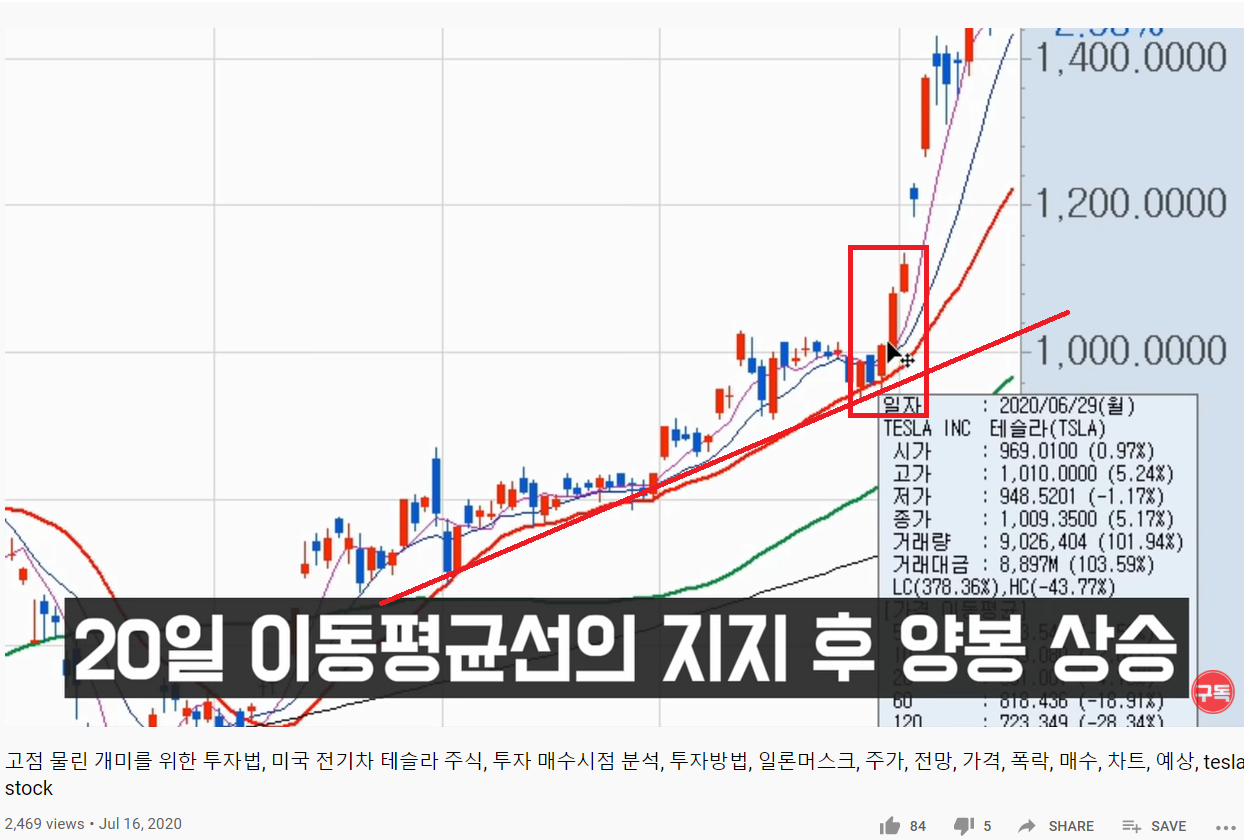 1,400.0000
1,200.0000
1,000.0000
일자 : 2020/06/29(월)
TESLA INC 테슬라(TSLA)
시가 : 969.0100 (0.97%)
고가 : 1,010.0000 (5.24%)
저가 : 948.5201 (-1.17%)
종가 : 1,009.3500 (5.17%)
거래량 : 9,026,404 (101.94%)
거래대금 : 8,897M (103.59%)
LC(378.36%),HC(-43.77%)
[가격 이동평균]
20일 이동평균선의 지지 후 양봉 상승
구독
60 : 818.436 (-18.91%)
120 : 723.349 (-28.34%)
고점 물린 개미를 위한 투자법, 미국 전기차 테슬라 주식, 투자 매수시점 분석, 투자방법, 일론머스크, 주가, 전망, 가격, 폭락, 매수, 차트, 예상, tesla
stock
2,469 views • Jul 16, 2020
84 5 SHARE SAVE